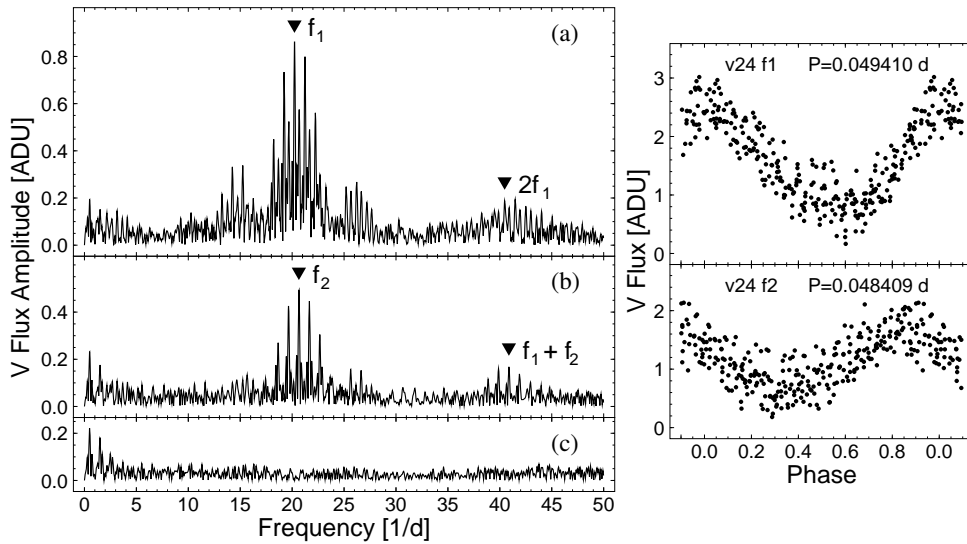 (a)
f1
2f1
0.8
0.6
0.4
0.2
0.0
(b)
f2
f1 + f2
0.4
0.2
0.0
(c)
0.2
0.0
V Flux Amplitude [ADU]
0 5 10 15 20 25 30 35 40 45 50
Frequency [1/d]
v24 f1 P=0.049410 d
3
2
1
0
v24 f2 P=0.048409 d
2
1
0
V Flux [ADU]
0.0 0.2 0.4 0.6 0.8 0.0
Phase